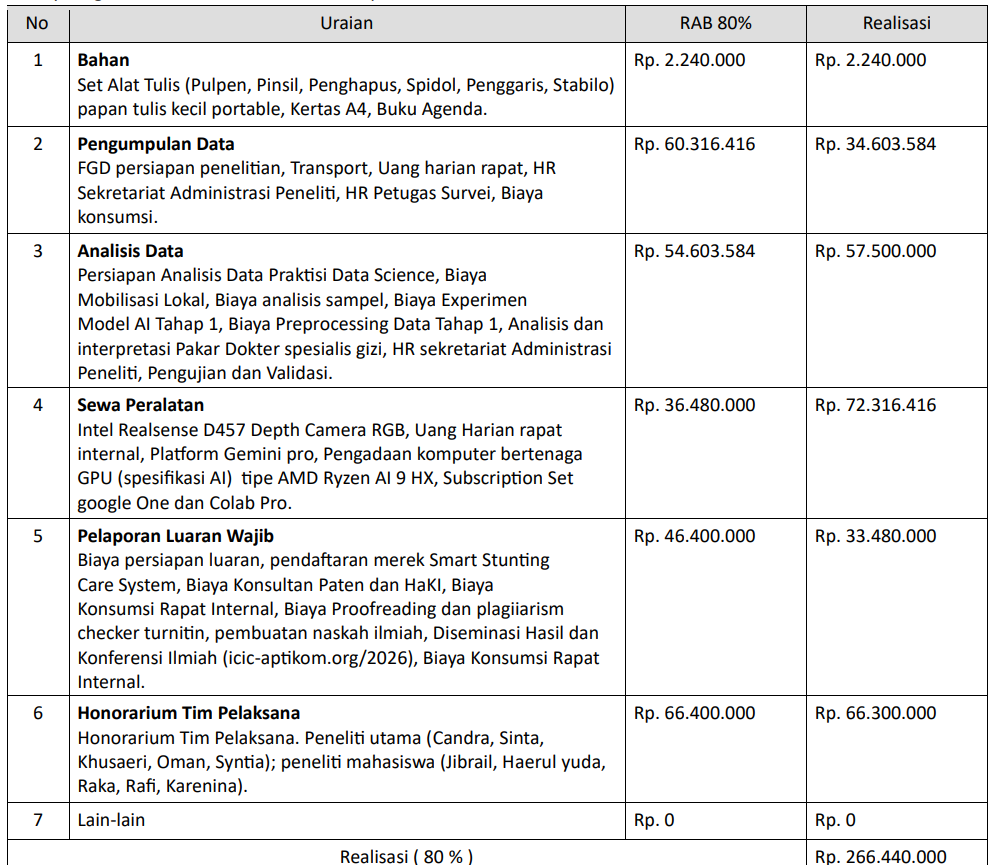 No Uraian RAB 80% Realisasi
1 Bahan Rp. 2.240.000 Rp. 2.240.000
Set Alat Tulis (Pulpen, Pinsil, Penghapus, Spidol, Penggaris, Stabilo)
papan tulis kecil portable, Kertas A4, Buku Agenda.
2 Pengumpulan Data Rp. 60.316.416 Rp. 34.603.584
FGD persiapan penelitian, Transport, Uang harian rapat, HR
Sekretariat Administrasi Peneliti, HR Petugas Survei, Biaya
konsumsi.
3 Analisis Data Rp. 54.603.584 Rp. 57.500.000
Persiapan Analisis Data Praktisi Data Science, Biaya
Mobilisasi Lokal, Biaya analisis sampel, Biaya Experimen
Model AI Tahap 1, Biaya Preprocessing Data Tahap 1, Analisis dan
interpretasi Pakar Dokter spesialis gizi, HR sekretariat Administrasi
Peneliti, Pengujian dan Validasi.
4 Sewa Peralatan Rp. 36.480.000 Rp. 72.316.416
Intel Realsense D457 Depth Camera RGB, Uang Harian rapat
internal, Platform Gemini pro, Pengadaan komputer bertenaga
GPU (spesifikasi AI) tipe AMD Ryzen AI 9 HX, Subscription Set
google One dan Colab Pro.
5 Pelaporan Luaran Wajib Rp. 46.400.000 Rp. 33.480.000
Biaya persiapan luaran, pendaftaran merek Smart Stunting
Care System, Biaya Konsultan Paten dan HaKI, Biaya
Konsumsi Rapat Internal, Biaya Proofreading dan plagiiarism
checker turnitin, pembuatan naskah ilmiah, Diseminasi Hasil dan
Konferensi Ilmiah (icic-aptikom.org/2026), Biaya Konsumsi Rapat
Internal.
6 Honorarium Tim Pelaksana Rp. 66.400.000 Rp. 66.300.000
Honorarium Tim Pelaksana. Peneliti utama (Candra, Sinta,
Khusaeri, Oman, Syntia); peneliti mahasiswa (Jibrail, Haerul yuda,
Raka, Rafi, Karenina).
7 Lain-lain Rp. 0 Rp. 0
Realisasi ( 80 % ) Rp. 266.440.000